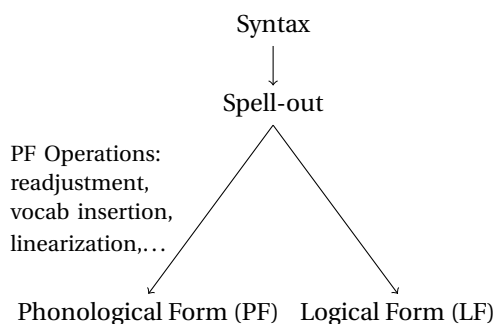 Syntax
Spell-out
PF Operations:
readjustment,
vocab insertion,
linearization,...
Phonological Form (PF) Logical Form (LF)